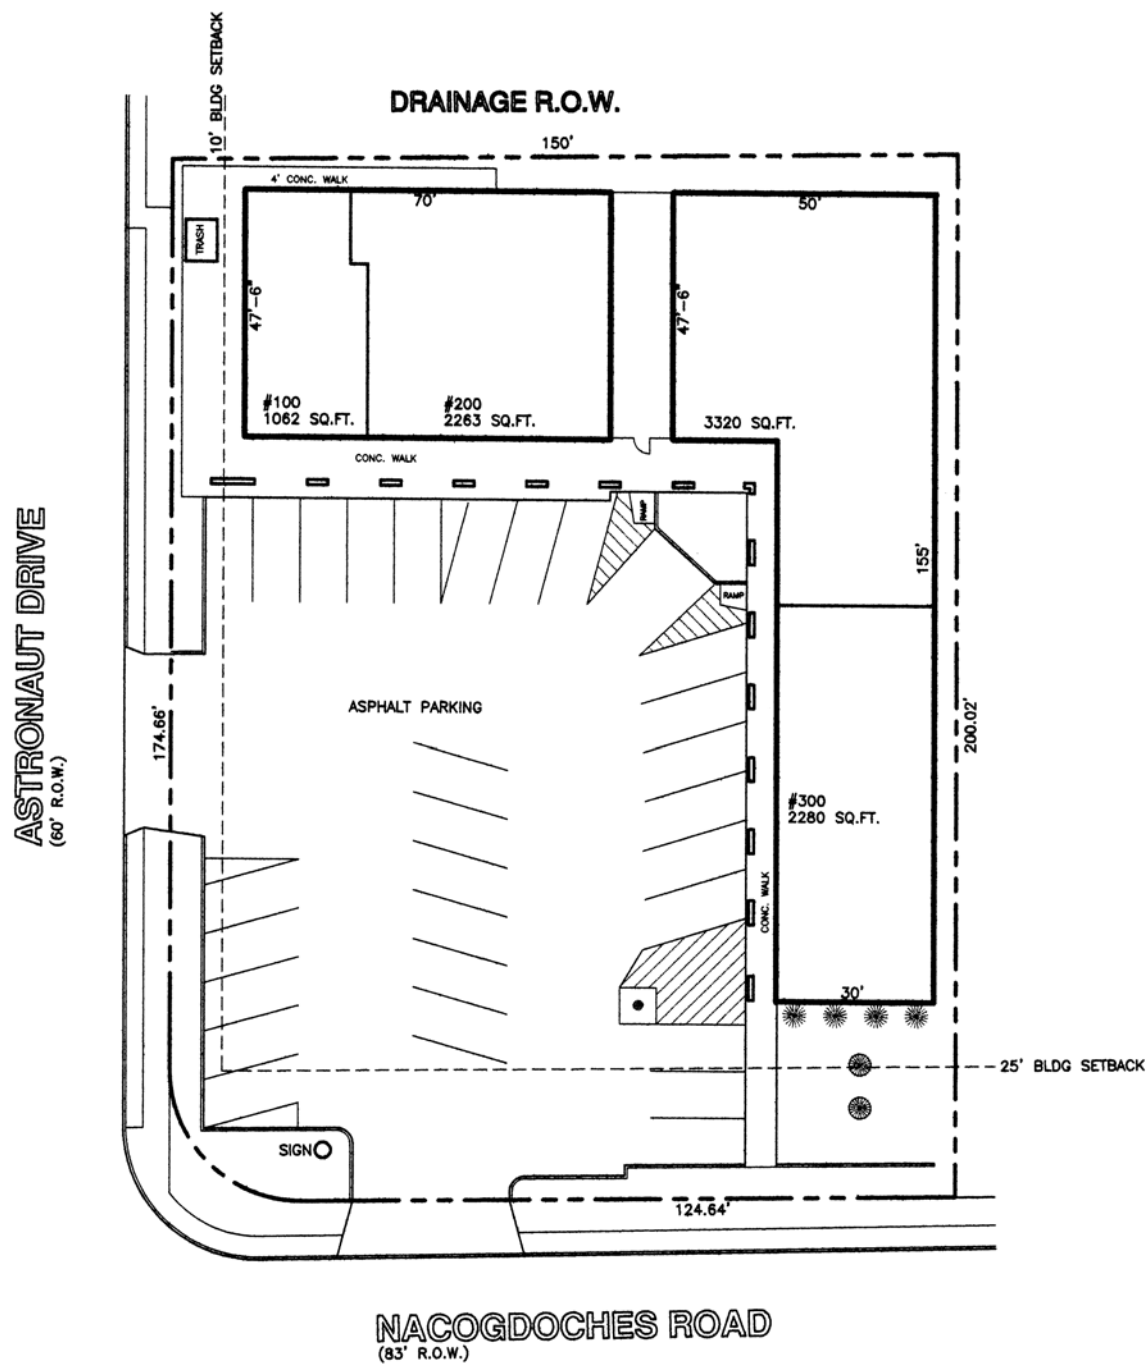 10' BLDG SETBACK
DRAINAGE R.O.W.
150'
4' CONC. WALK
70'
50'
TRASH
47'-6"
47'-6"
#100
1062 SQ.FT.
#200
2263 SQ.FT.
3320 SQ.FT.
CONC. WALK
RAMP
RAMP
155'
ASTRONAUT DRIVE
(60' R.O.W.)
174.66'
ASPHALT PARKING
200.02'
#300
2280 SQ.FT.
CONC. WALK
30'
25' BLDG SETBACK
SIGN
124.64'
NACOGDOCHES ROAD
(83' R.O.W.)